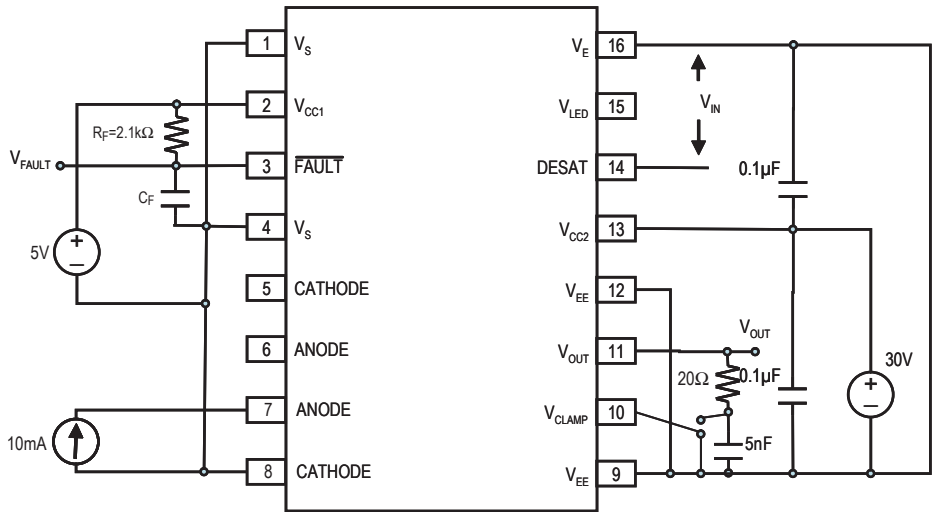 1 V_S
2 V_CC1
3 F̅A̅U̅L̅T̅
4 V_S
5 CATHODE
6 ANODE
7 ANODE
8 CATHODE
V_E 16
V_LED 15
DESAT 14
V_CC2 13
V_EE 12
V_OUT 11
V_CLAMP 10
V_EE 9
R_F=2.1kΩ
V_FAULT
C_F
5V
+
–
10mA
V_IN
0.1µF
V_OUT
20Ω
0.1µF
5nF
30V
+
–